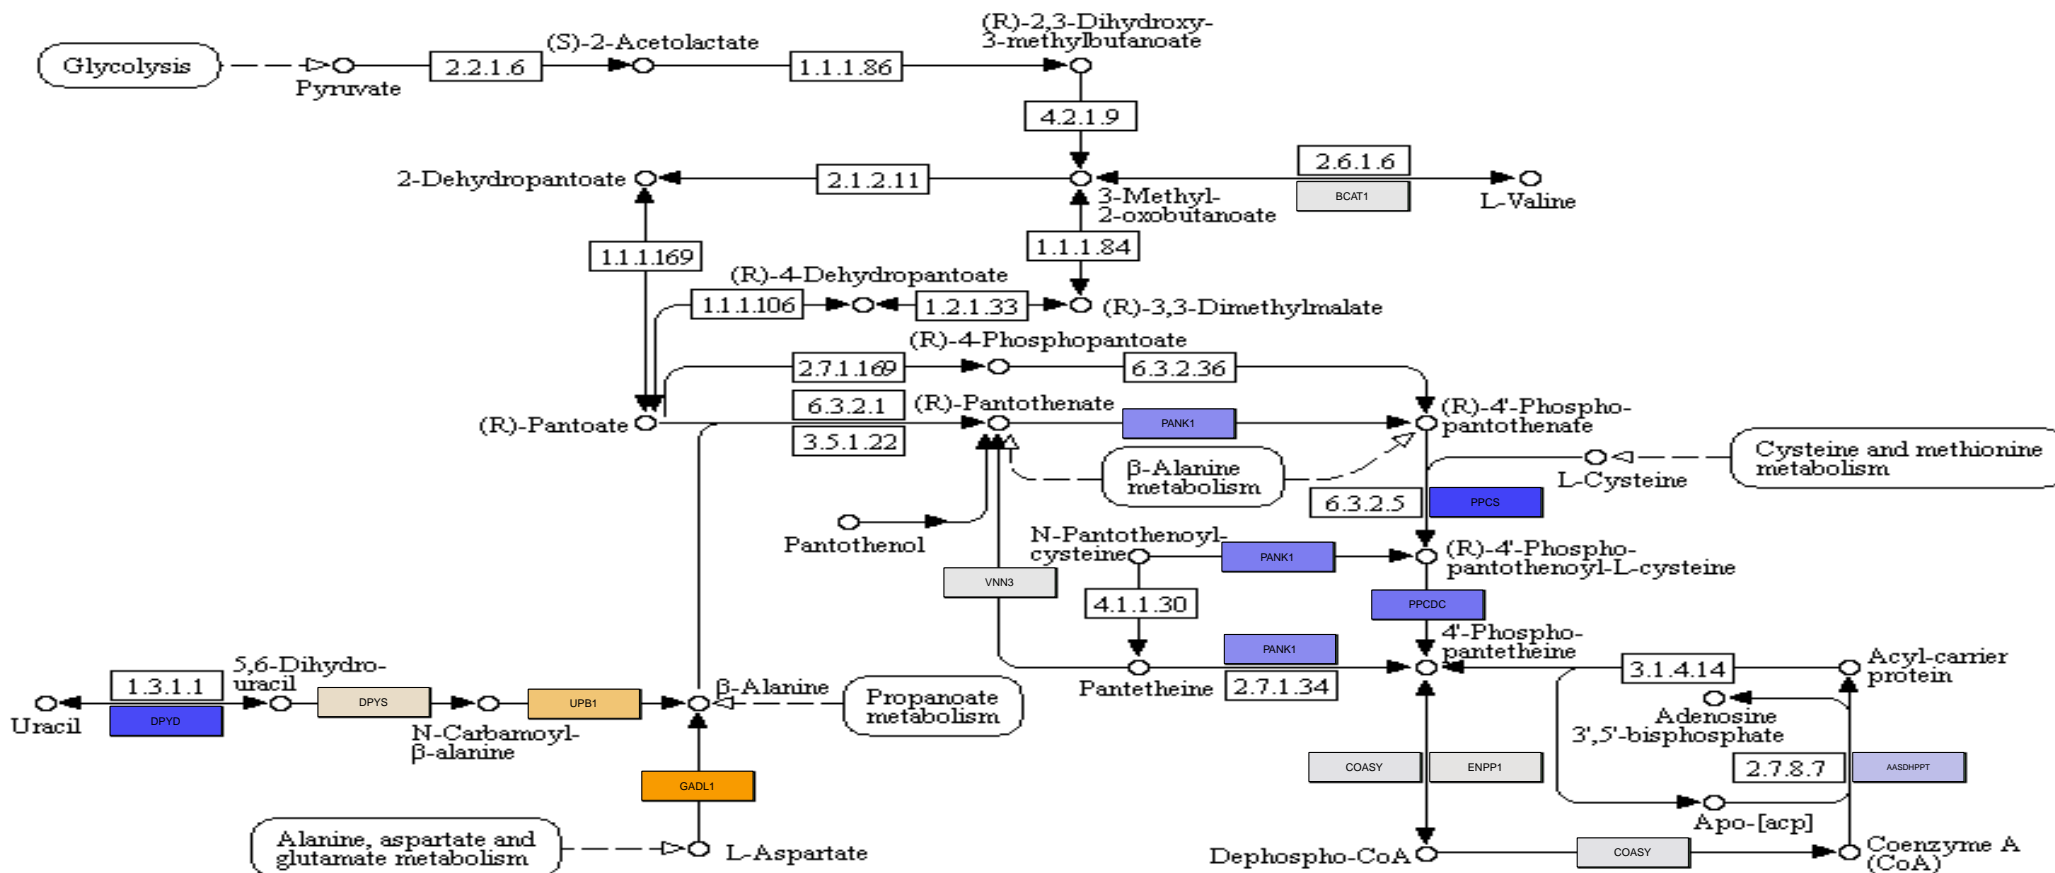 (R)-2,3-Dihydroxy-
3-methylbutanoate
(S)-2-Acetolactate
Glycolysis
2.2.1.6
1.1.1.86
Pyruvate
4.2.1.9
2.6.1.6
2-Dehydropantoate
2.1.2.11
BCAT1
3-Methyl-
2-oxobutanoate
L-Valine
1.1.1.169
1.1.1.84
(R)-4-Dehydropantoate
1.1.1.106
1.2.1.33
(R)-3,3-Dimethylmalate
(R)-4-Phosphopantoate
2.7.1.169
6.3.2.36
6.3.2.1
(R)-Pantothenate
(R)-4'-Phospho-
pantothenate
(R)-Pantoate
3.5.1.22
PANK1
β-Alanine
metabolism
Cysteine and methionine
metabolism
L-Cysteine
6.3.2.5
PPCS
Pantothenol
N-Pantothenoyl-
cysteine
PANK1
(R)-4'-Phospho-
pantothenoyl-L-cysteine
VNN3
4.1.1.30
PPCDC
4'-Phospho-
pantetheine
PANK1
Pantetheine
2.7.1.34
3.1.4.14
Acyl-carrier
protein
5,6-Dihydro-
uracil
1.3.1.1
DPYD
Uracil
DPYS
N-Carbamoyl-
β-alanine
UPB1
β-Alanine
Propanoate
metabolism
Adenosine
3',5'-bisphosphate
GADL1
COASY
ENPP1
2.7.8.7
AASDHPPT
Apo-[acp]
Alanine, aspartate and
glutamate metabolism
L-Aspartate
Dephospho-CoA
COASY
Coenzyme A
(CoA)